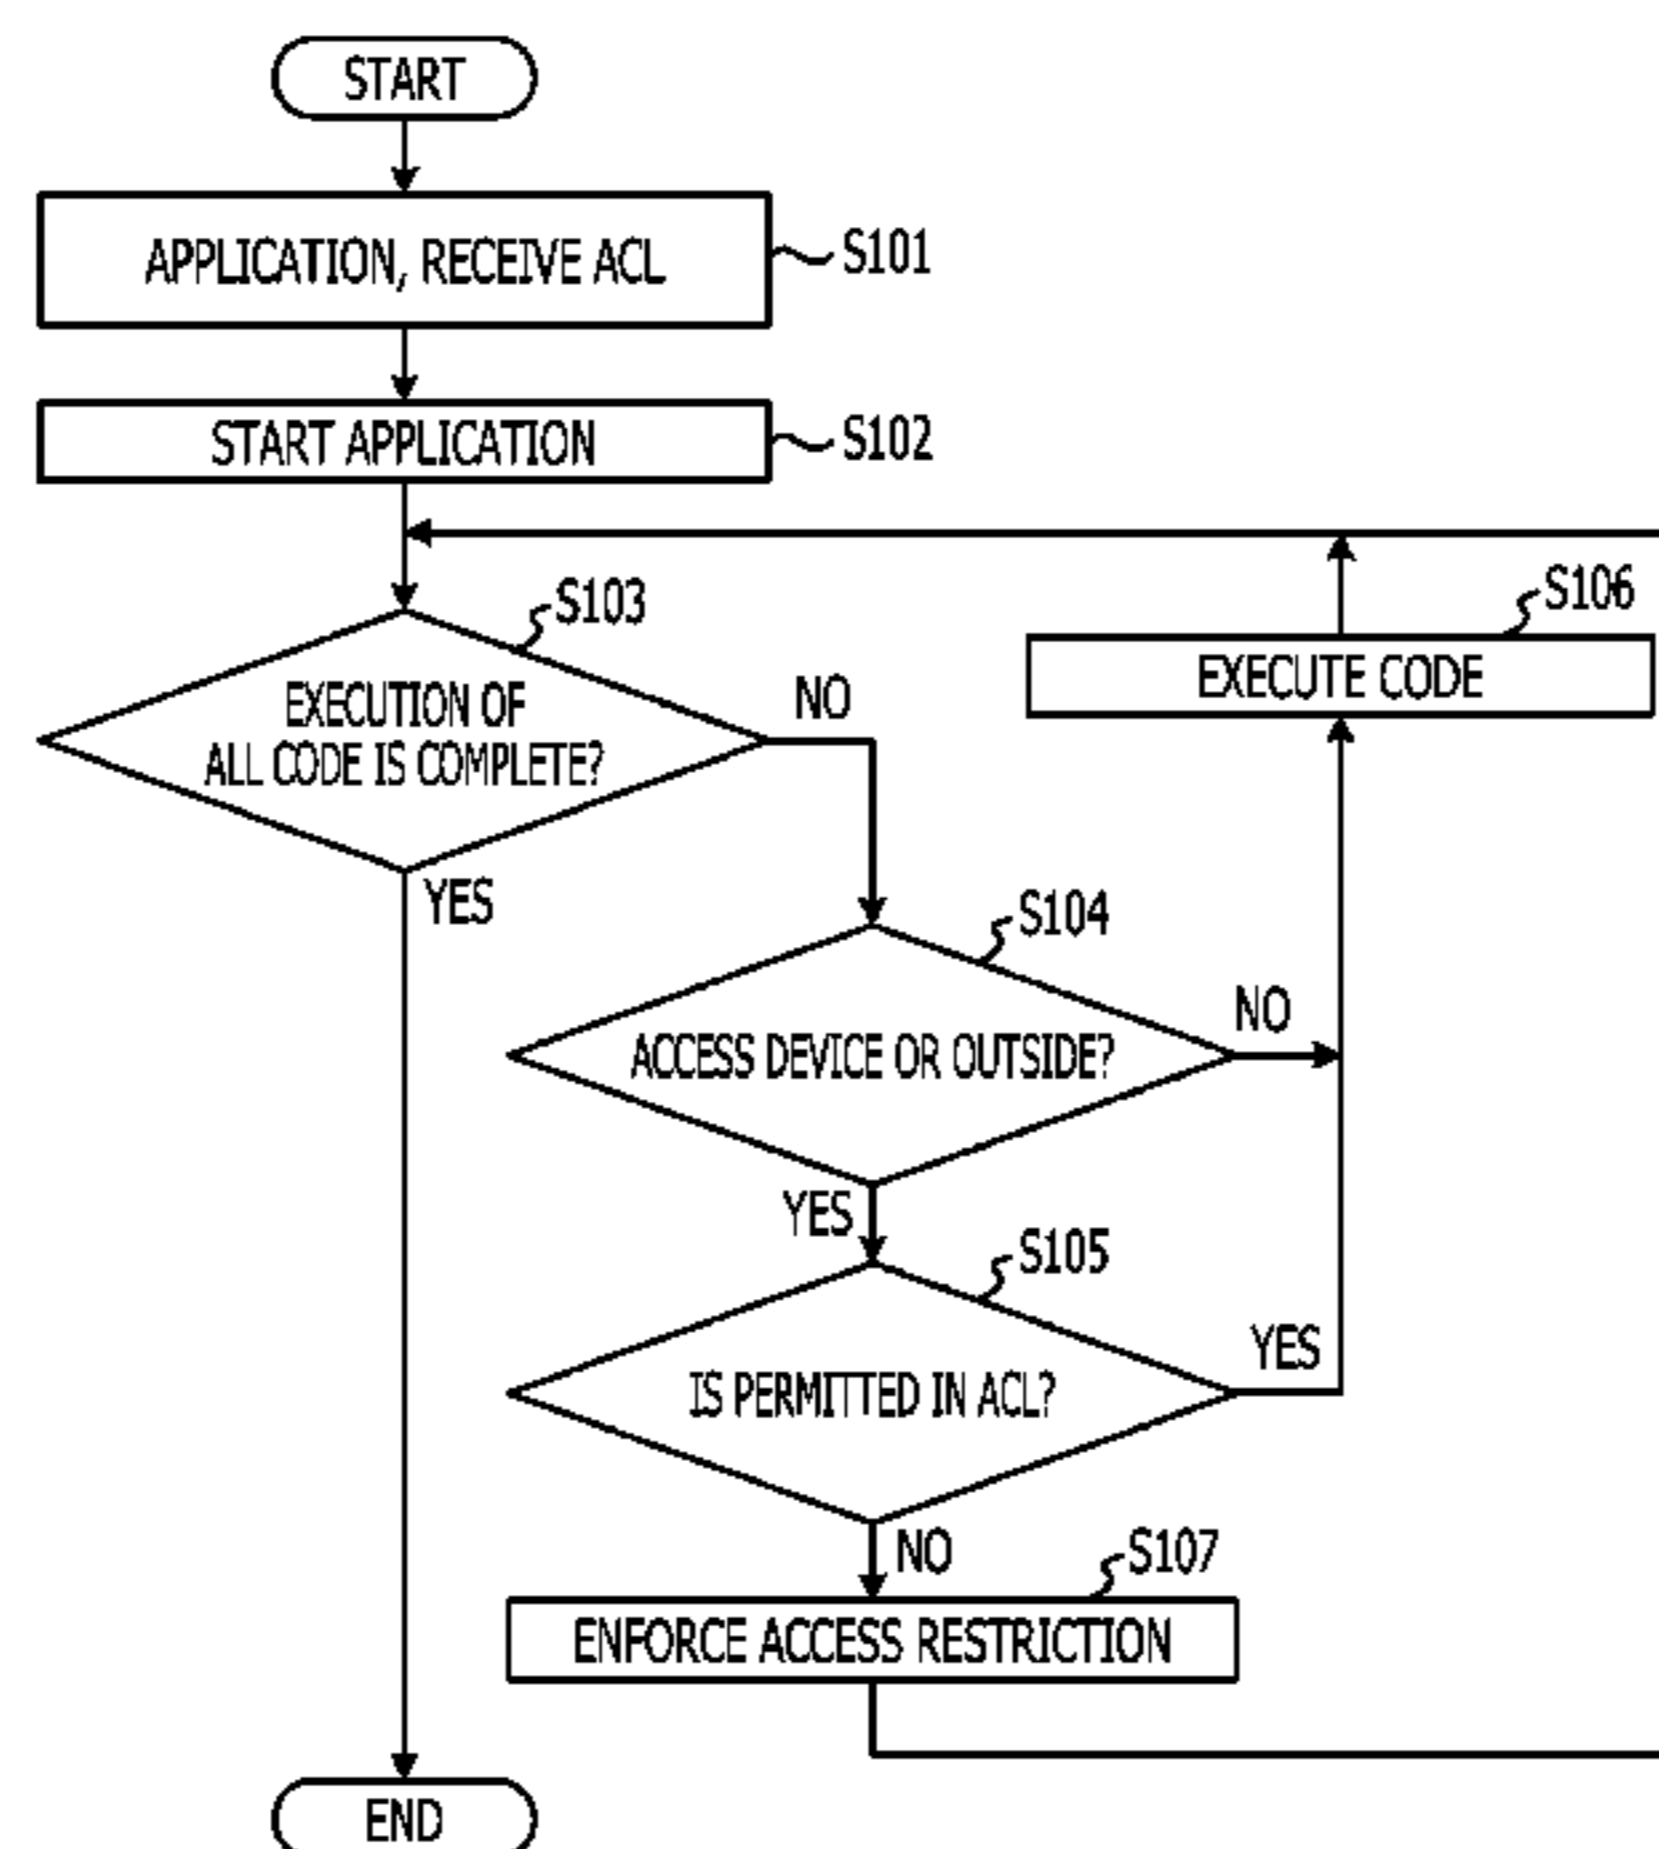 START
APPLICATION, RECEIVE ACL
S101
START APPLICATION
S102
S103
EXECUTION OF
ALL CODE IS COMPLETE?
NO
YES
S106
EXECUTE CODE
S104
ACCESS DEVICE OR OUTSIDE?
NO
YES
S105
IS PERMITTED IN ACL?
YES
NO
S107
ENFORCE ACCESS RESTRICTION
END